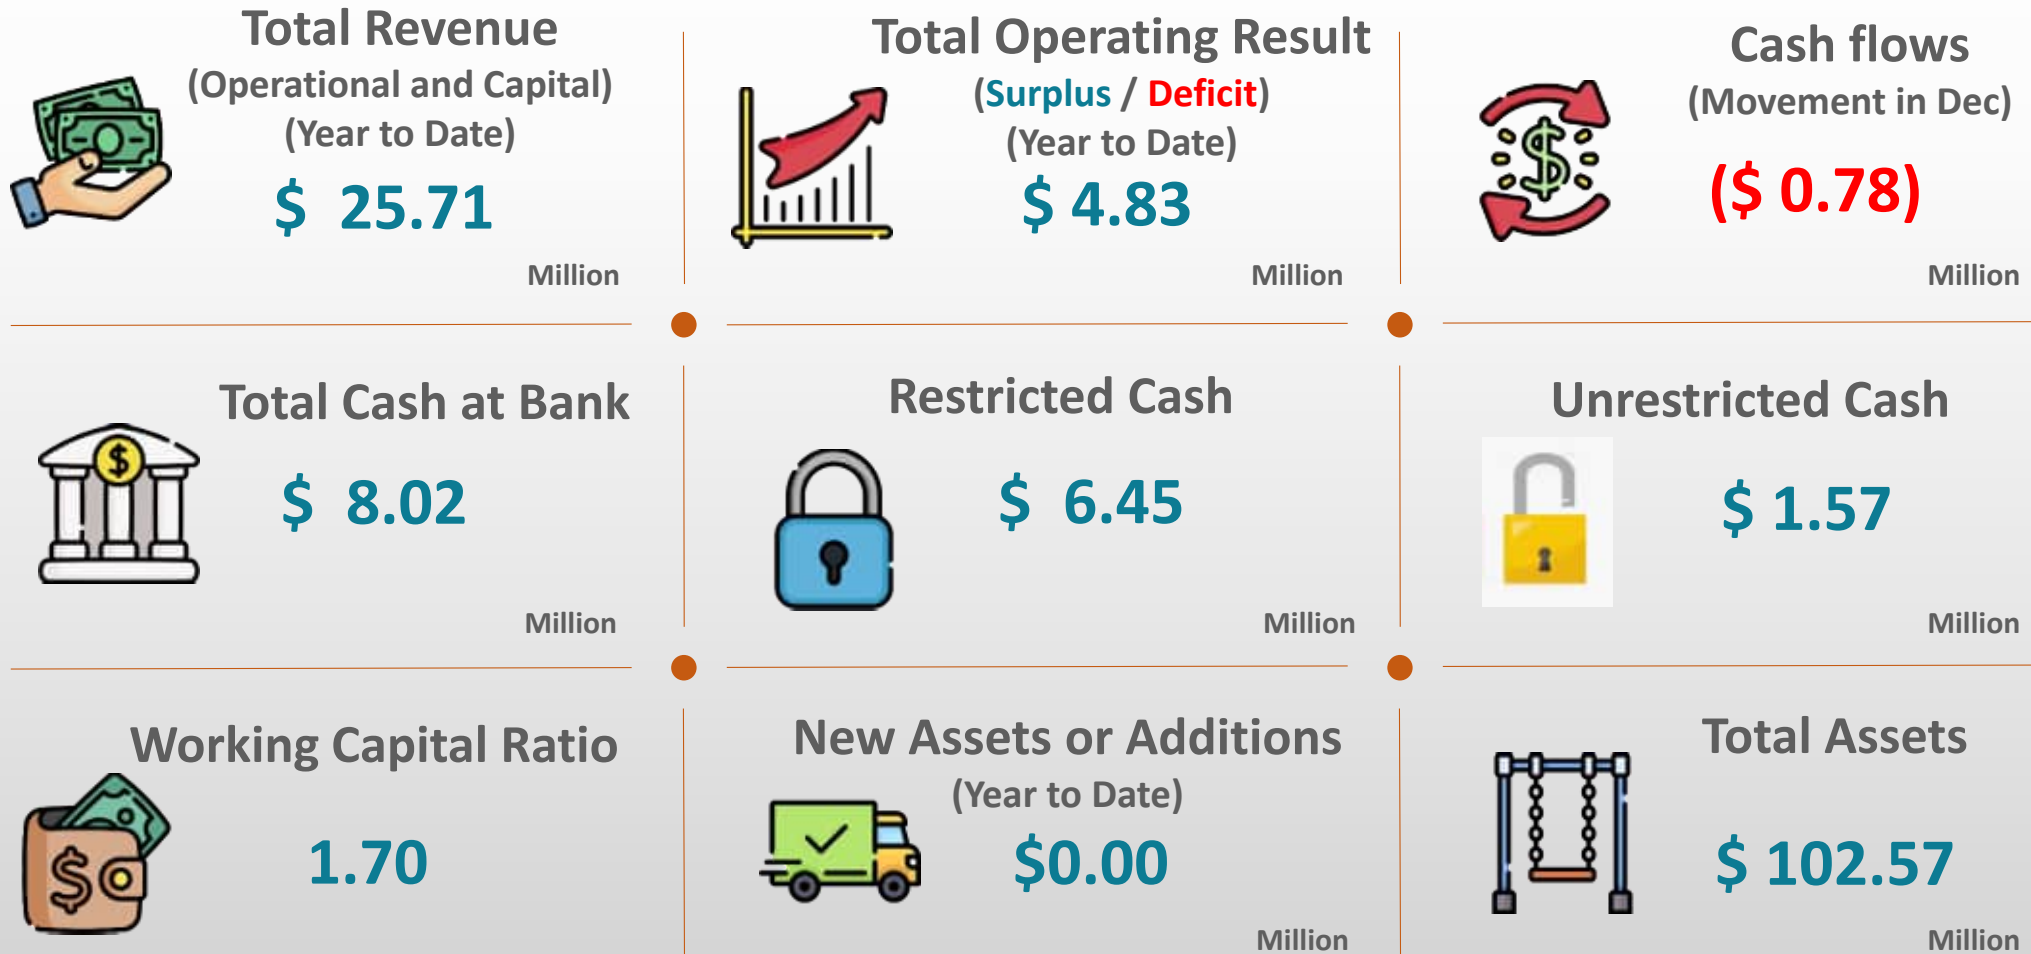 Total Revenue
(Operational and Capital)
(Year to Date)
$ 25.71
Million
Total Operating Result
(Surplus / Deficit)
(Year to Date)
$ 4.83
Million
Cash flows
(Movement in Dec)
($ 0.78)
Million
Total Cash at Bank
$ 8.02
Million
Restricted Cash
$ 6.45
Million
Unrestricted Cash
$ 1.57
Million
Working Capital Ratio
1.70
New Assets or Additions
(Year to Date)
$0.00
Million
Total Assets
$ 102.57
Million